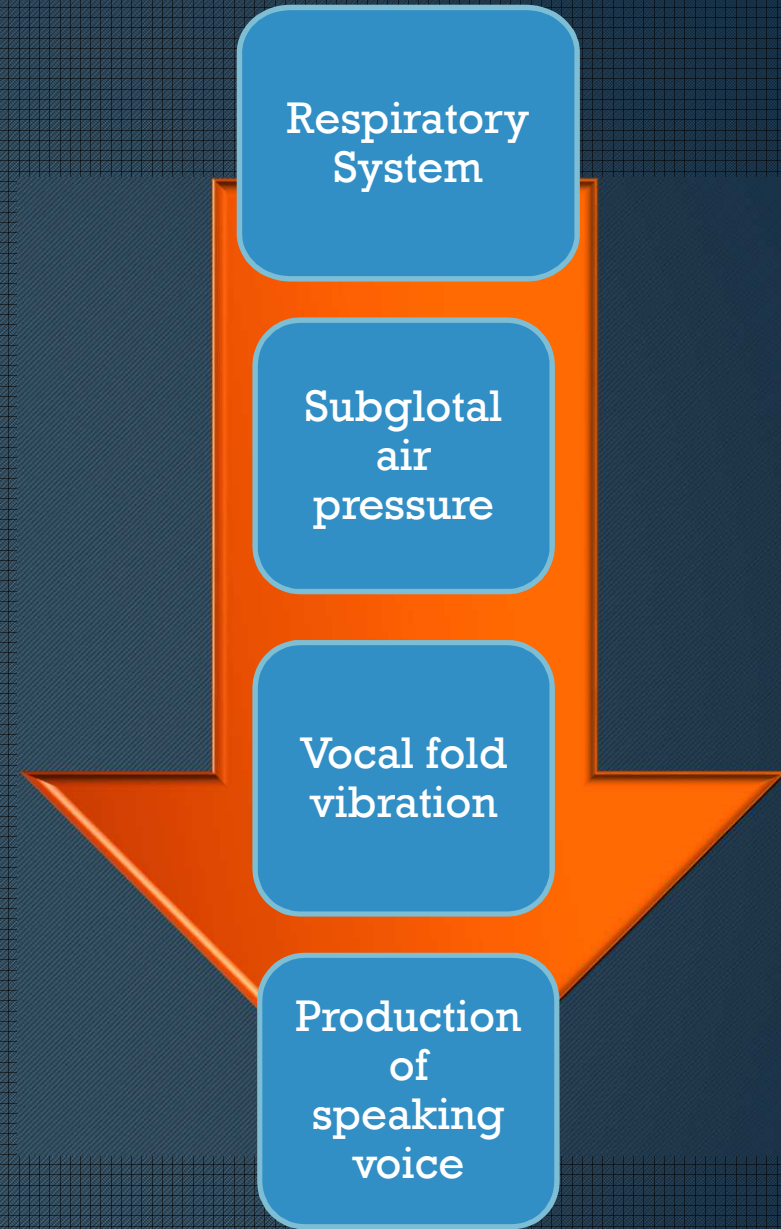 Respiratory
System
Subglotal
air
pressure
Vocal fold
vibration
Production
of
speaking
voice